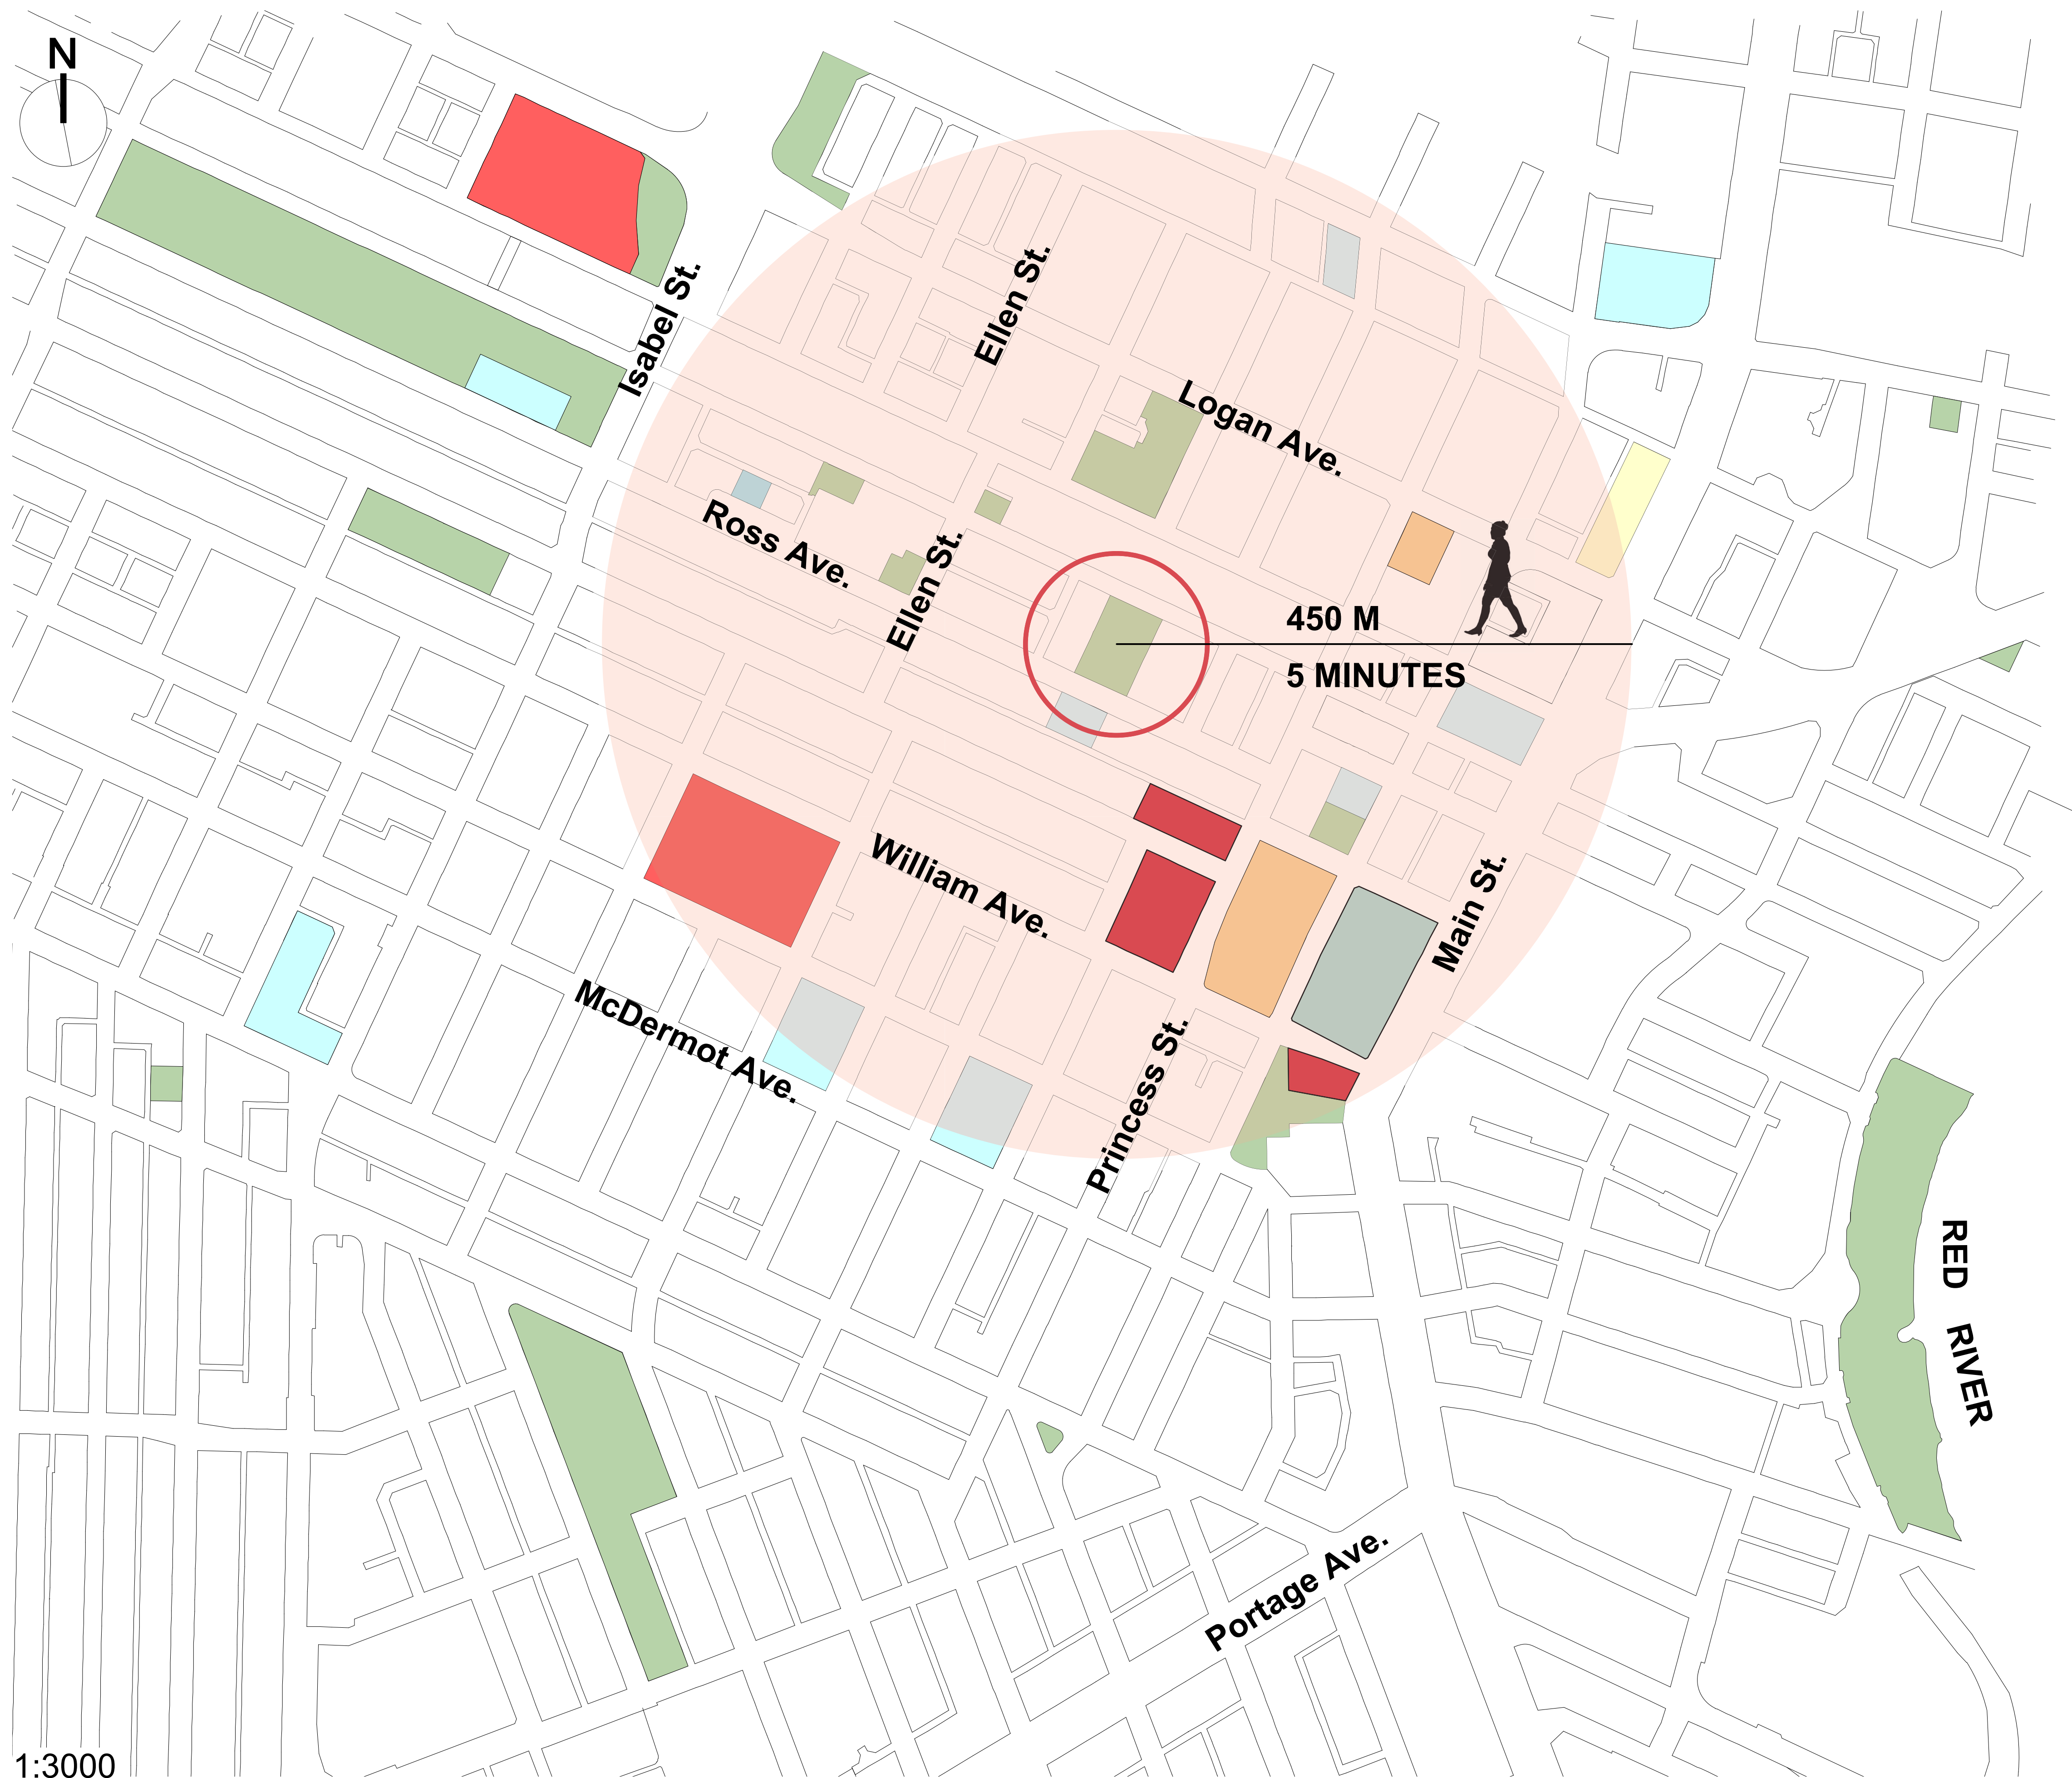 N
Isabel St.
Ellen St.
Logan Ave.
Ross Ave.
Ellen St.
450 M
5 MINUTES
William Ave.
Main St.
McDermot Ave.
Princess St.
RED RIVER
Portage Ave.
1:3000